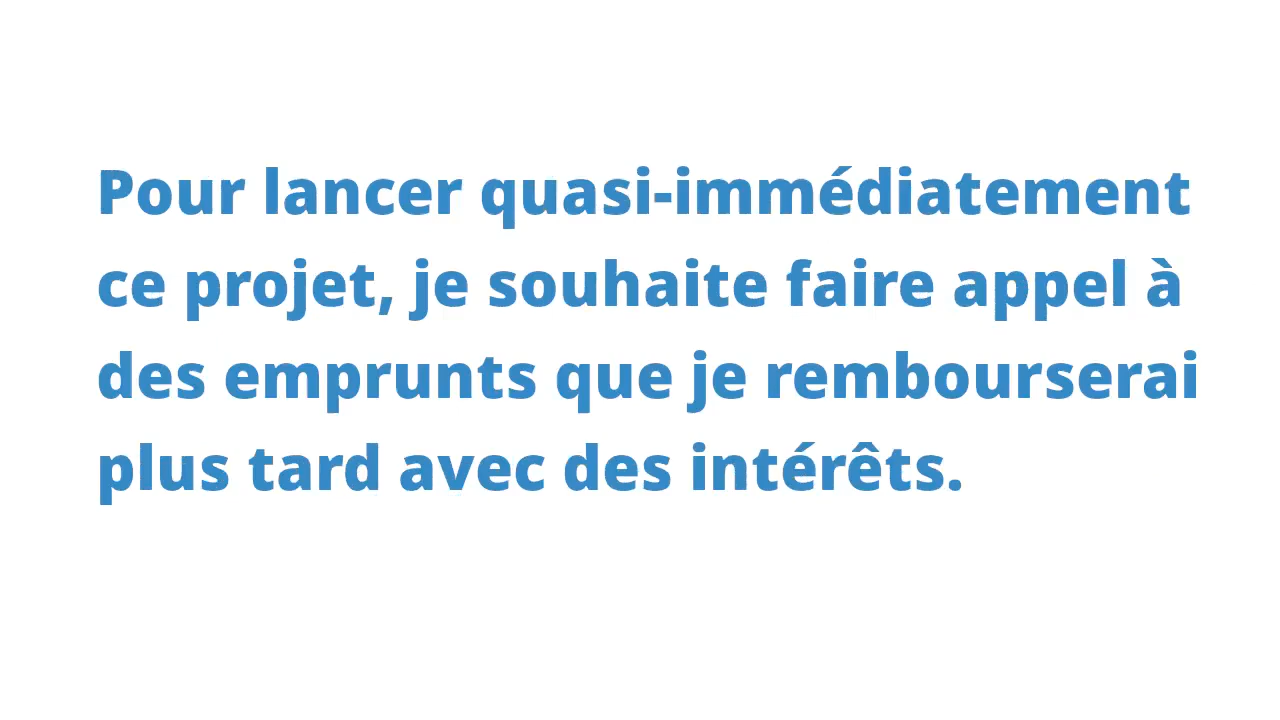 Pour lancer quasi-immédiatement
ce projet, je souhaite faire appel à
des emprunts que je rembourserai
plus tard avec des intérêts.